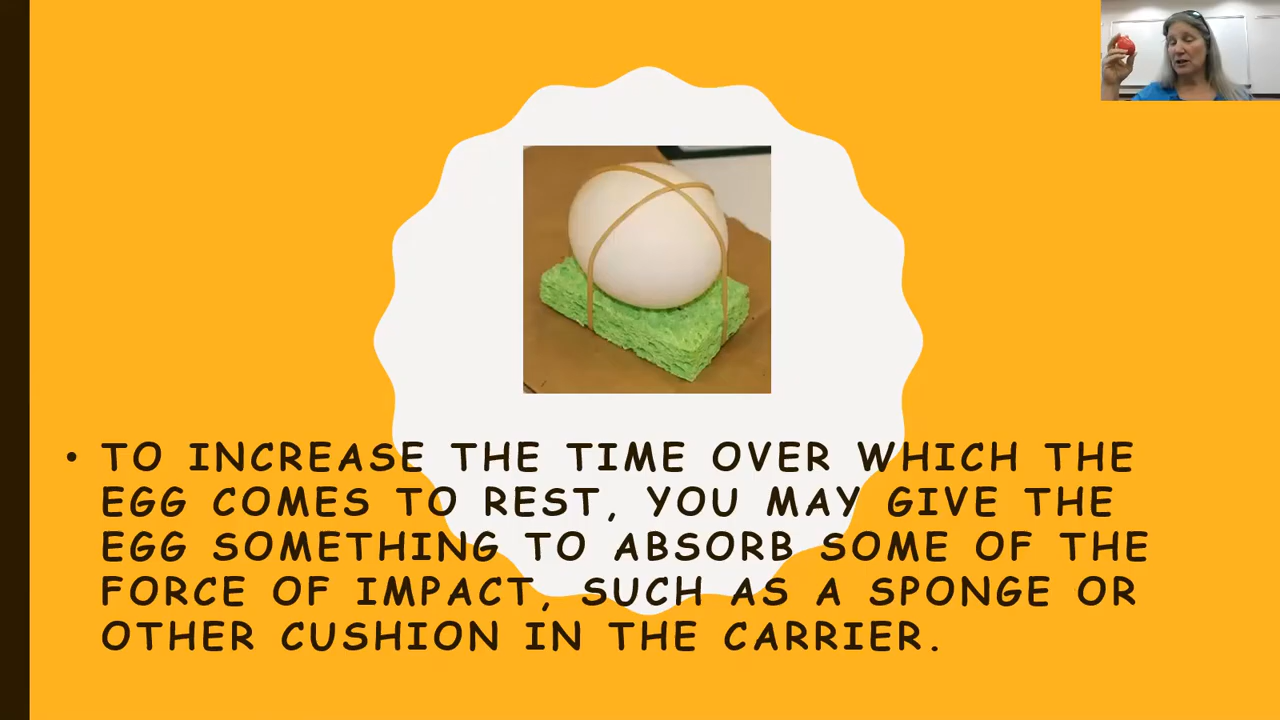 • TO INCREASE THE TIME OVER WHICH THE
EGG COMES TO REST, YOU MAY GIVE THE
EGG SOMETHING TO ABSORB SOME OF THE
FORCE OF IMPACT, SUCH AS A SPONGE OR
OTHER CUSHION IN THE CARRIER.